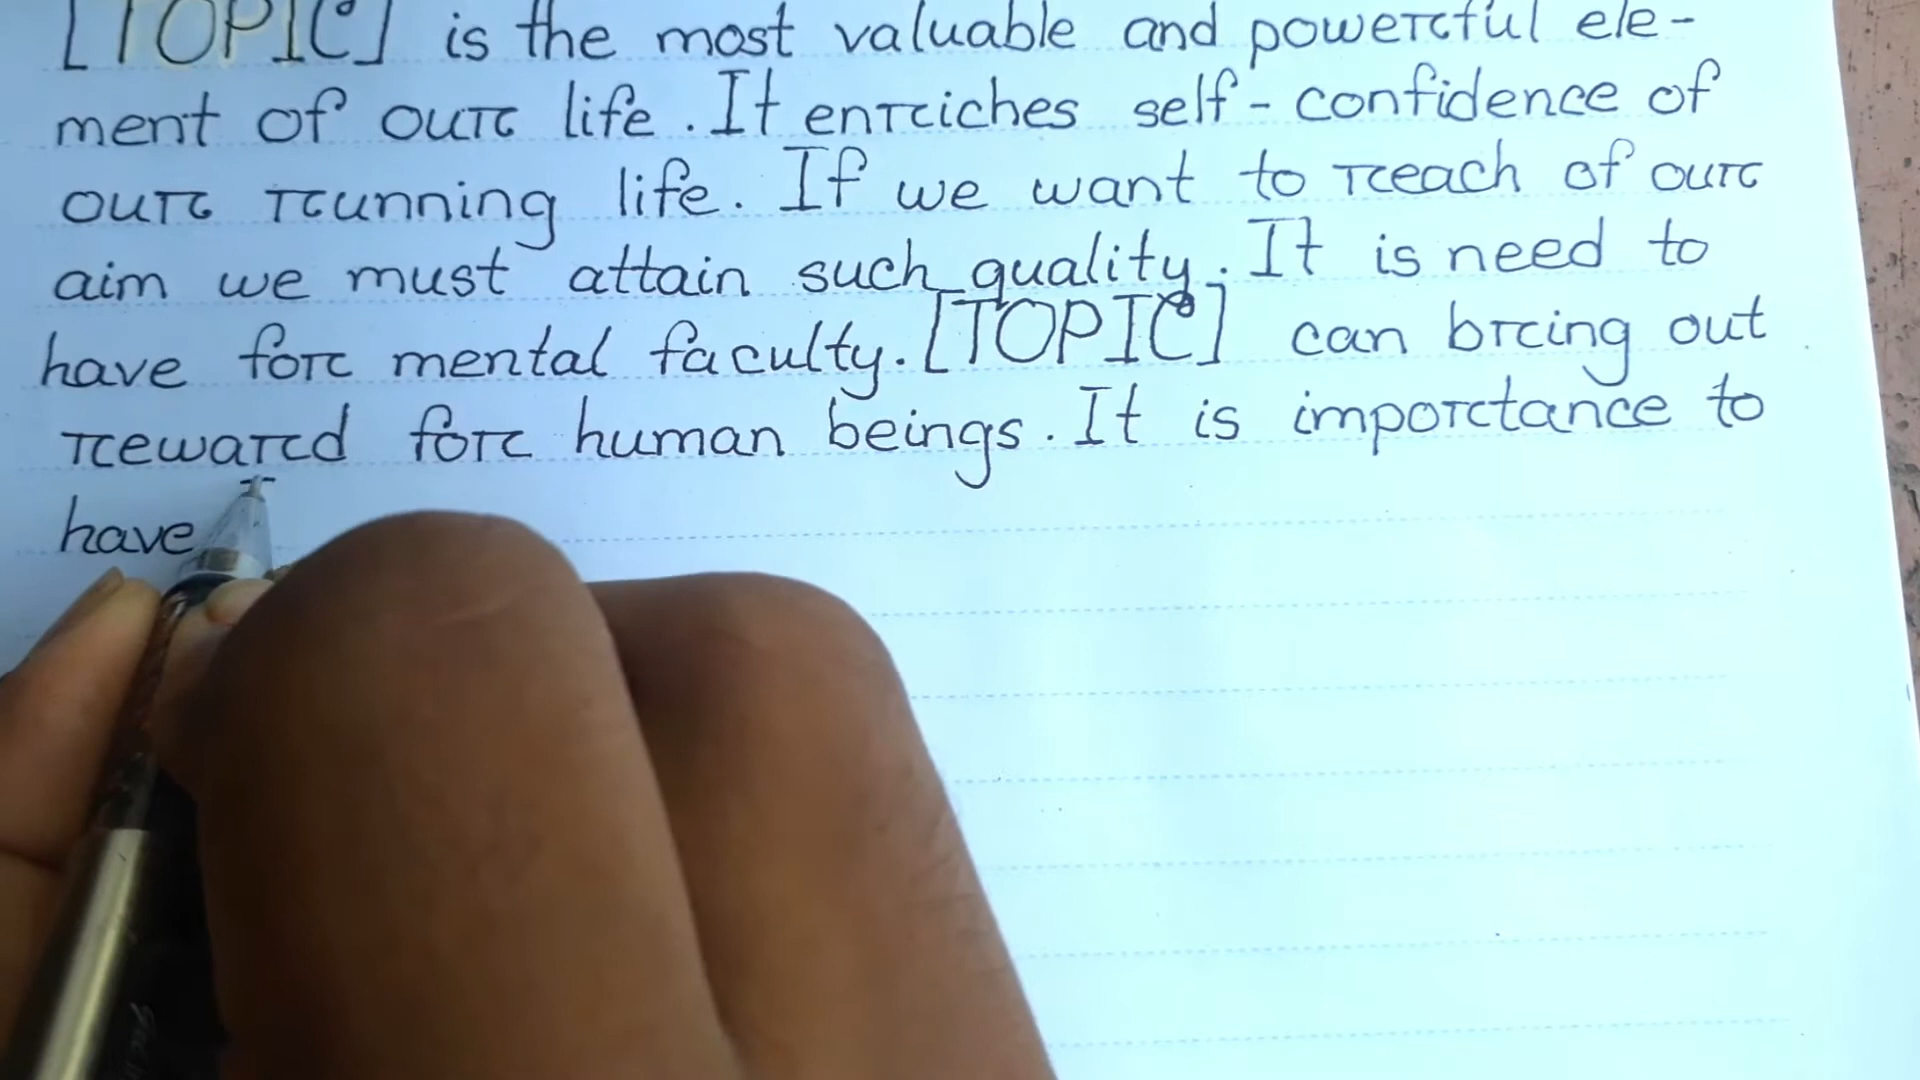 [TOPIC] is the most valuable and powerful ele-
ment of our life. It enriches self-confidence of
our running life. If we want to reach of our
aim we must attain such quality. It is need to
have for mental faculty. [TOPIC] can bring out
reward for human beings. It is importance to
have